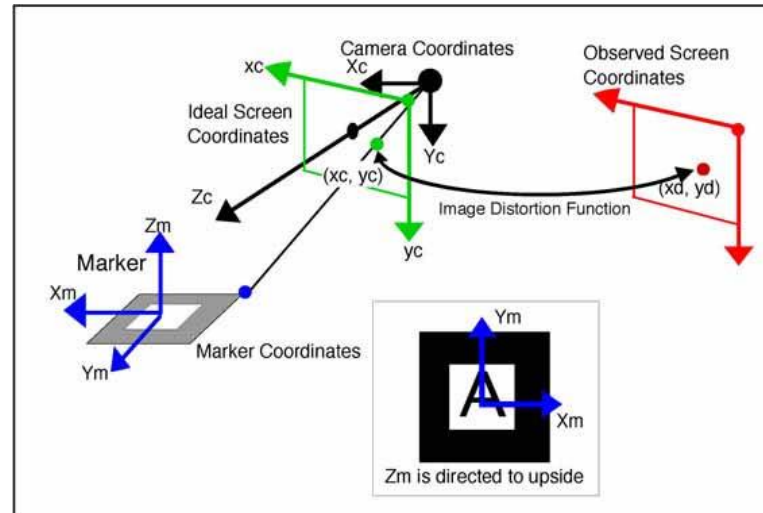 Camera Coordinates
Observed Screen
Coordinates
xc
Xc
Ideal Screen
Coordinates
Yc
(xc, yc)
(xd, yd)
Zc
Image Distortion Function
yc
Zm
Marker
Xm
Ym
Marker Coordinates
Ym
A
Xm
Zm is directed to upside